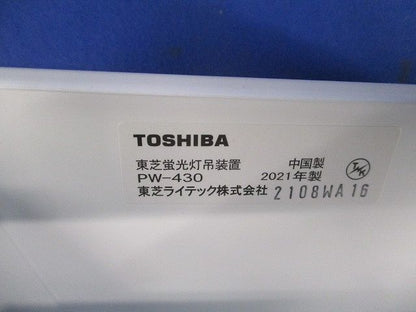 TOSHIBA
東芝蛍光灯吊装置 中国製
PW-430 2021年製
東芝ライテック株式会社 2108WA16